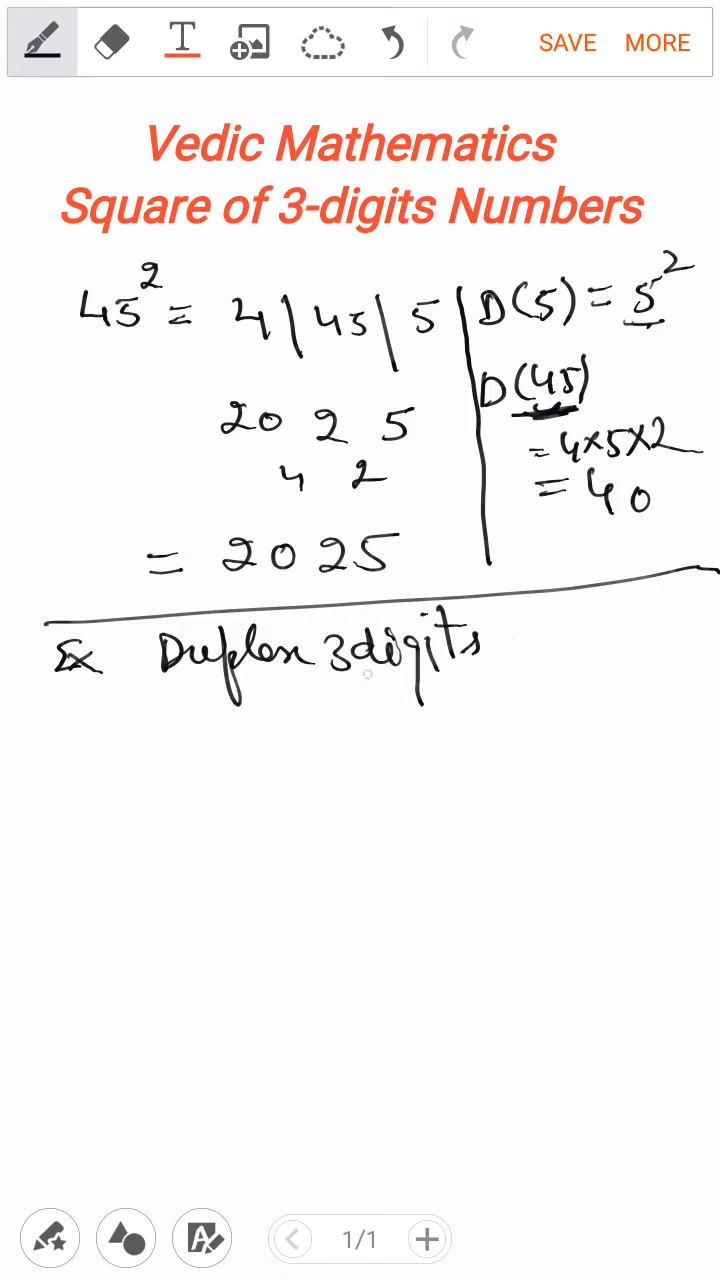 SAVE MORE
Vedic Mathematics
Square of 3-digits Numbers
45² = 4 | 45 | 5
20 2 5
4 2
= 2025
D(5) = 5²
D(45)
= 4×5×2
= 40
Ex Duplex 3digits
1/1